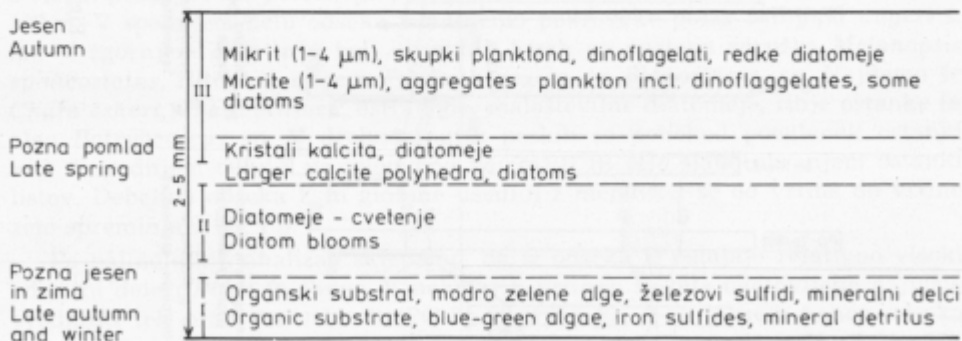 Jesen
Autumn
Mikrit (1-4 μm), skupki planktona, dinoflagelati, redke diatomeje
Micrite (1-4 μm), aggregates plankton incl. dinoflaggelates, some
diatoms
III
2-5 mm
Pozna pomlad
Late spring
Kristali kalcita, diatomeje
Larger calcite polyhedra, diatoms
II
Diatomeje - cvetenje
Diatom blooms
Pozna jesen
in zima
Late autumn
and winter
I
Organski substrat, modro zelene alge, železovi sulfidi, mineralni delci
Organic substrate, blue-green algae, iron sulfides, mineral detritus